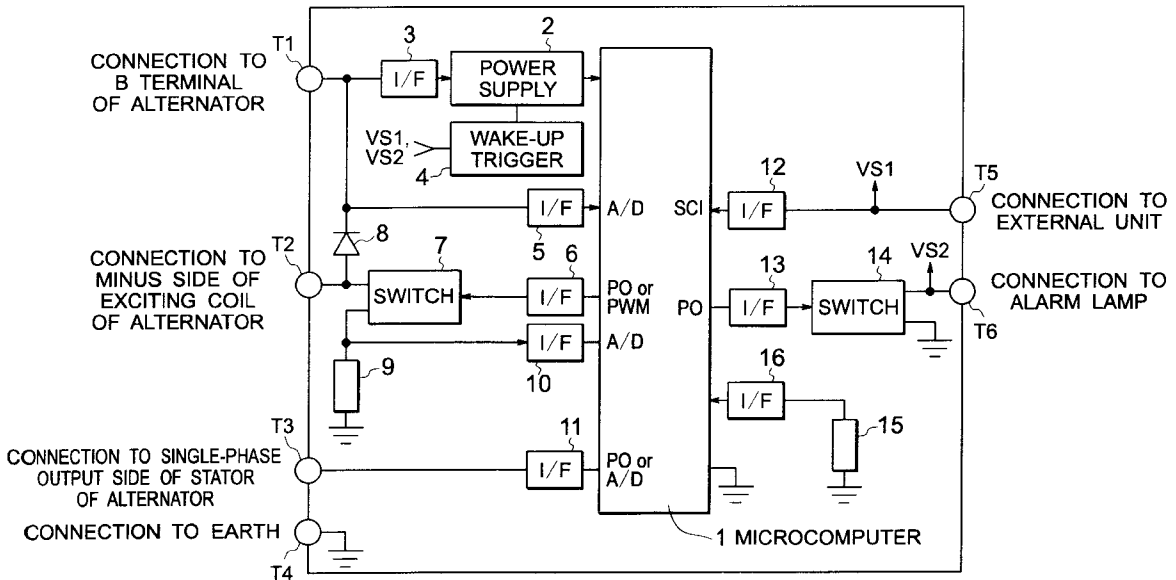 T1
CONNECTION TO
B TERMINAL
OF ALTERNATOR
3
I/F
2
POWER
SUPPLY
VS1,
VS2
WAKE-UP
TRIGGER
4
I/F
5
A/D
8
T2
CONNECTION TO
MINUS SIDE OF
EXCITING COIL
OF ALTERNATOR
7
SWITCH
6
I/F
PO or
PWM
I/F
10
A/D
9
T3
CONNECTION TO SINGLE-PHASE
OUTPUT SIDE OF STATOR
OF ALTERNATOR
11
I/F
PO or
A/D
CONNECTION TO EARTH
T4
SCI
12
I/F
VS1
T5
CONNECTION TO
EXTERNAL UNIT
PO
13
I/F
14
SWITCH
VS2
CONNECTION TO
ALARM LAMP
T6
16
I/F
15
1 MICROCOMPUTER